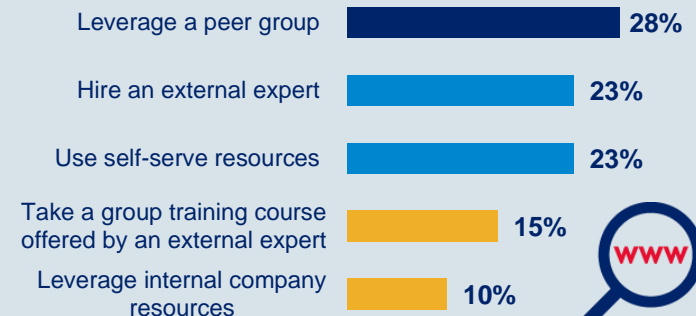 Leverage a peer group 28%
Hire an external expert 23%
Use self-serve resources 23%
Take a group training course
offered by an external expert 15%
Leverage internal company
resources 10%
www